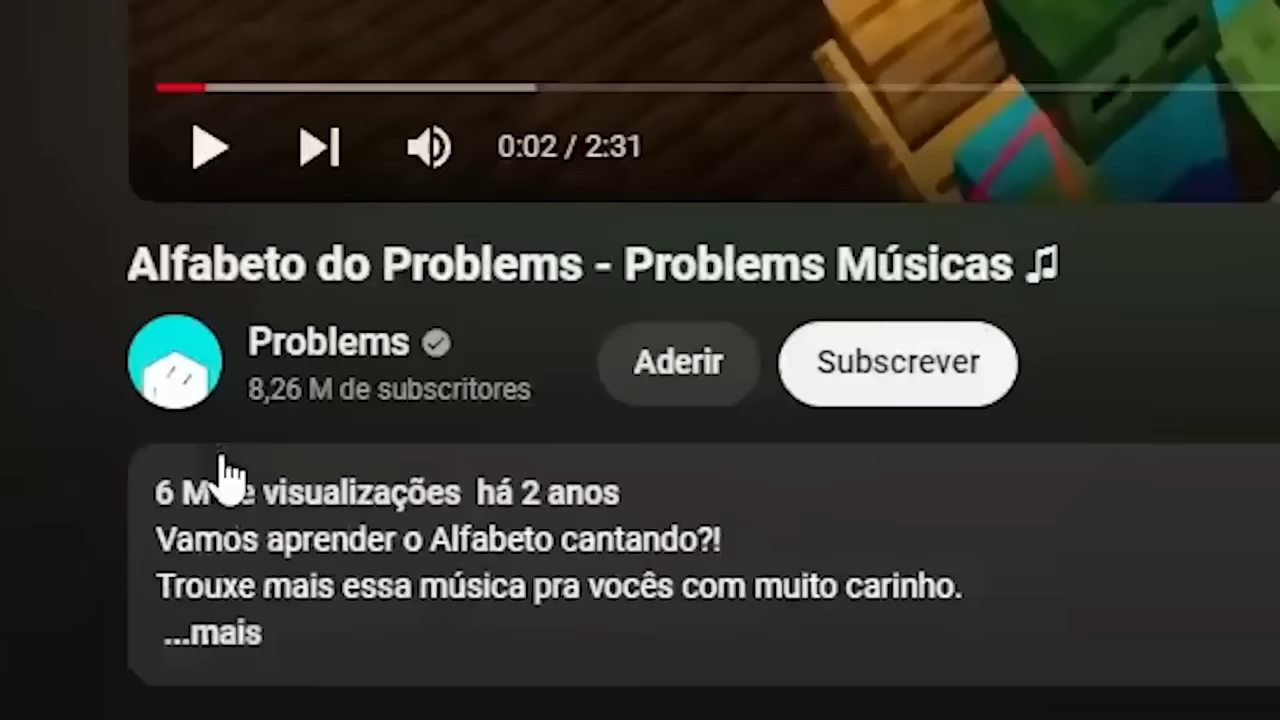 0:02 / 2:31
Alfabeto do Problems - Problems Músicas ♫
Problems
8,26 M de subscritores
Aderir
Subscrever
6 M visualizações há 2 anos
Vamos aprender o Alfabeto cantando?!
Trouxe mais essa música pra vocês com muito carinho.
...mais